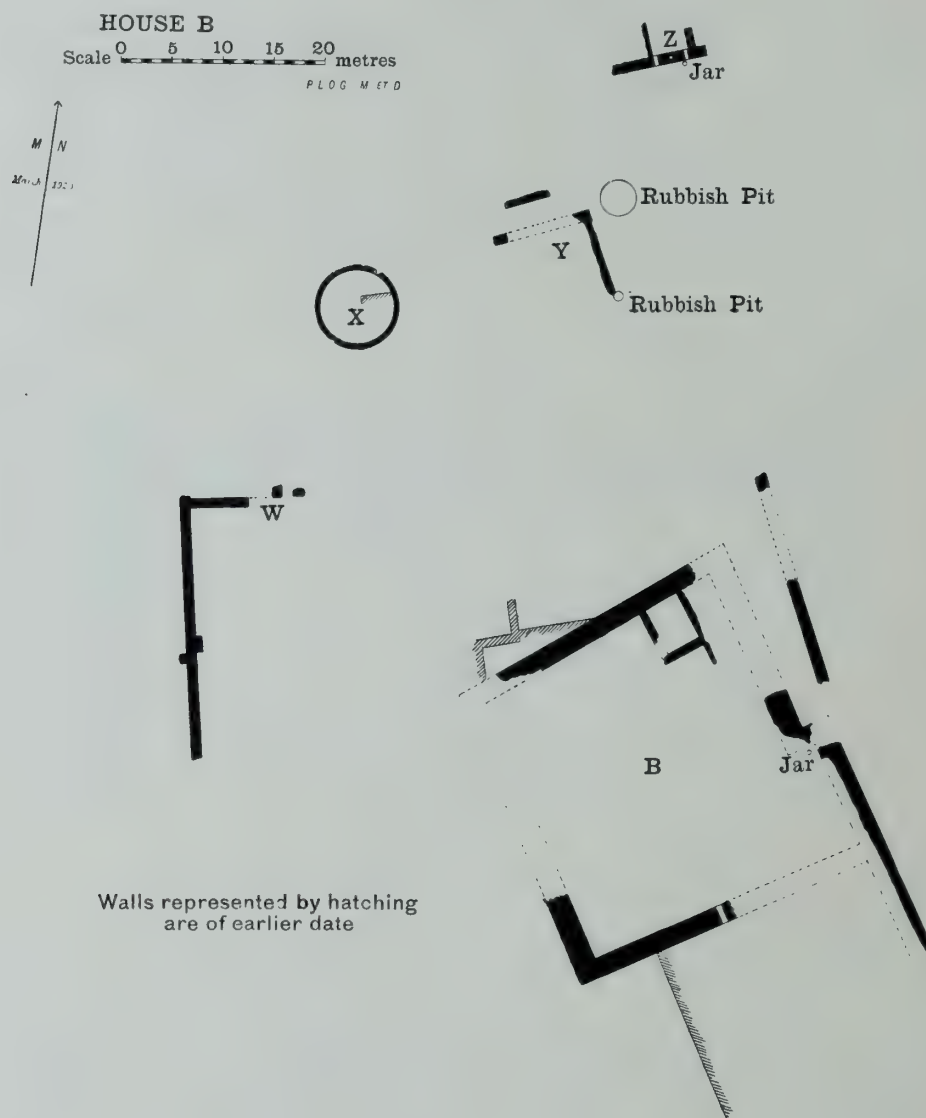 HOUSE B
0 5 10 15 20
Scale metres
M N
Z
Jar
Rubbish Pit
Y
Rubbish Pit
X
W
B
Jar
Walls represented by hatching
are of earlier date